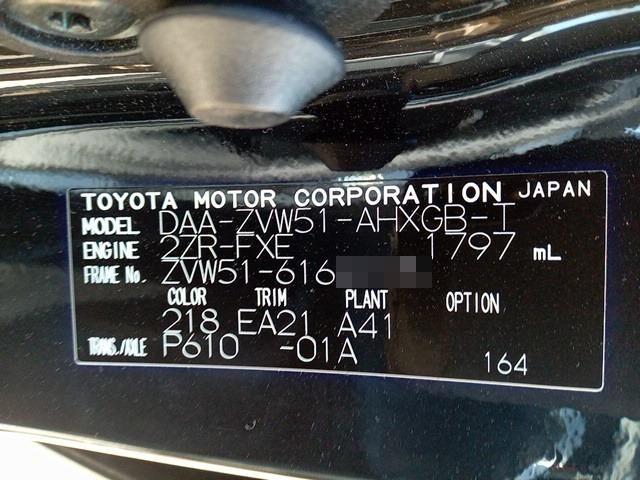 TOYOTA MOTOR CORPORATION JAPAN
MODEL DAA-ZVW51-AHXGB-T
ENGINE 2ZR-FXE 1797 mL
FRAME No. ZVW51-616
COLOR TRIM PLANT OPTION
218 EA21 A41
TRANS./AXLE P610 -01A
164